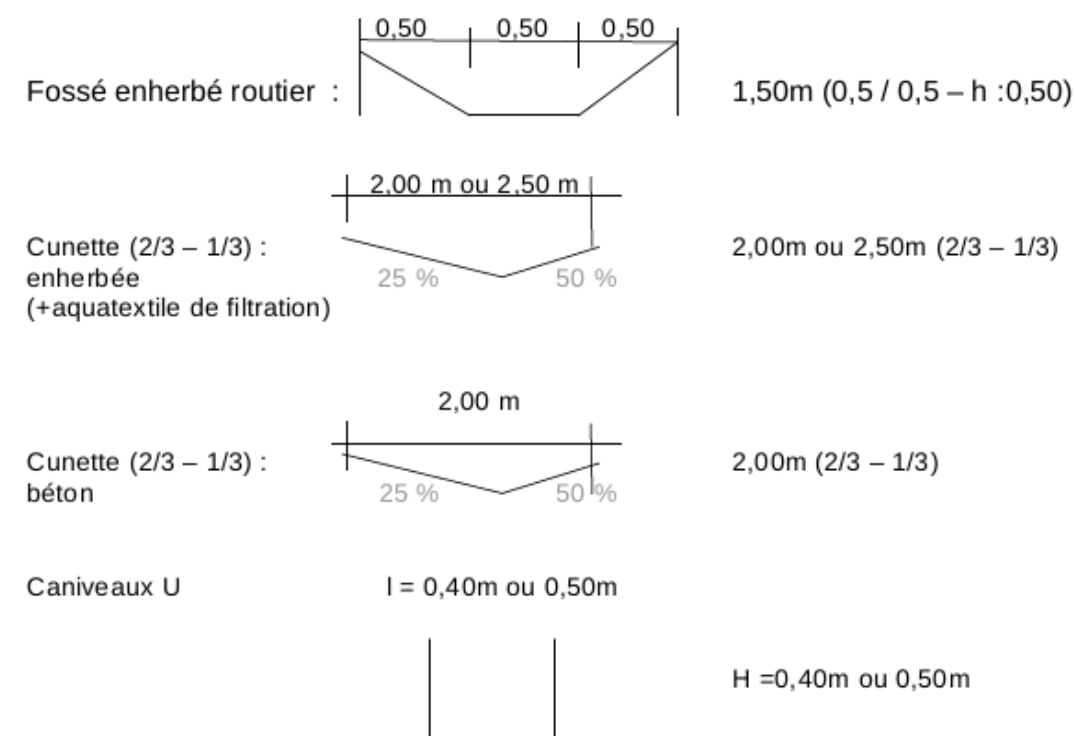 0,50 0,50 0,50
Fossé enherbé routier :
1,50m (0,5 / 0,5 – h :0,50)
2,00 m ou 2,50 m
Cunette (2/3 – 1/3) :
enherbée
(+aquatextile de filtration)
25 % 50 %
2,00m ou 2,50m (2/3 – 1/3)
2,00 m
Cunette (2/3 – 1/3) :
béton
25 % 50 %
2,00m (2/3 – 1/3)
Caniveaux U
l = 0,40m ou 0,50m
H =0,40m ou 0,50m